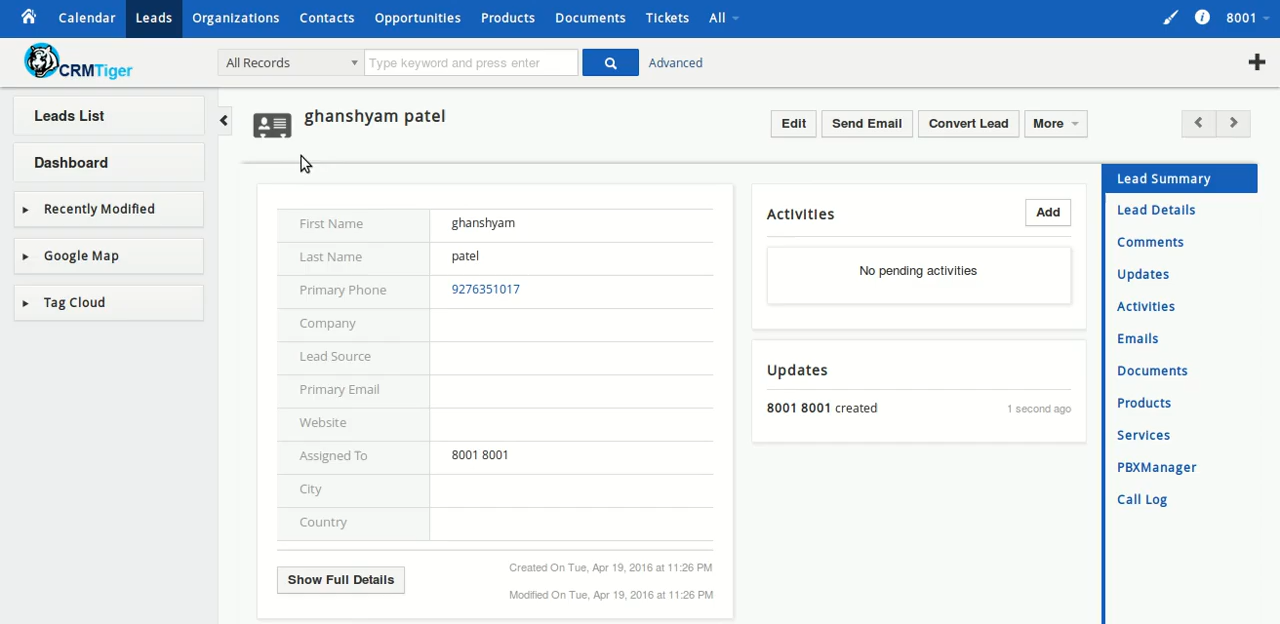 Calendar Leads Organizations Contacts Opportunities Products Documents Tickets All 8001
CRMTiger All Records Type keyword and press enter Advanced
Leads List
Dashboard
Recently Modified
Google Map
Tag Cloud
ghanshyam patel Edit Send Email Convert Lead More
First Name ghanshyam
Last Name patel
Primary Phone 9276351017
Company
Lead Source
Primary Email
Website
Assigned To 8001 8001
City
Country
Show Full Details
Created On Tue, Apr 19, 2016 at 11:26 PM
Modified On Tue, Apr 19, 2016 at 11:26 PM
Activities Add
No pending activities
Updates
8001 8001 created 1 second ago
Lead Summary
Lead Details
Comments
Updates
Activities
Emails
Documents
Products
Services
PBXManager
Call Log